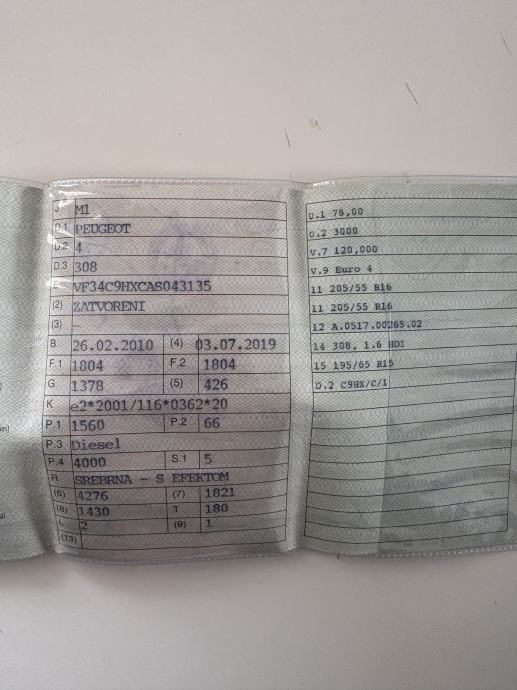 J M1
D.1 PEUGEOT
D.2 4
D.3 308
E VF34C9HXCAS043135
(2) ZATVORENI
(3) -
B 26.02.2010 (4) 03.07.2019
F.1 1804 F.2 1804
G 1378 (5) 426
K e2*2001/116*0362*20
P.1 1560 P.2 66
P.3 Diesel
P.4 4000 S.1 5
R SREBRNA - S EFEKTOM
(6) 4276 (7) 1821
(8) 1430 T 180
L 2 (9) 1
(13)
U.1 78,00
U.2 3000
V.7 120,000
V.9 Euro 4
11 205/55 R16
11 205/55 R16
12 A.0517.00265.02
14 308, 1.6 HDI
15 195/65 R15
D.2 C9HX/C/1